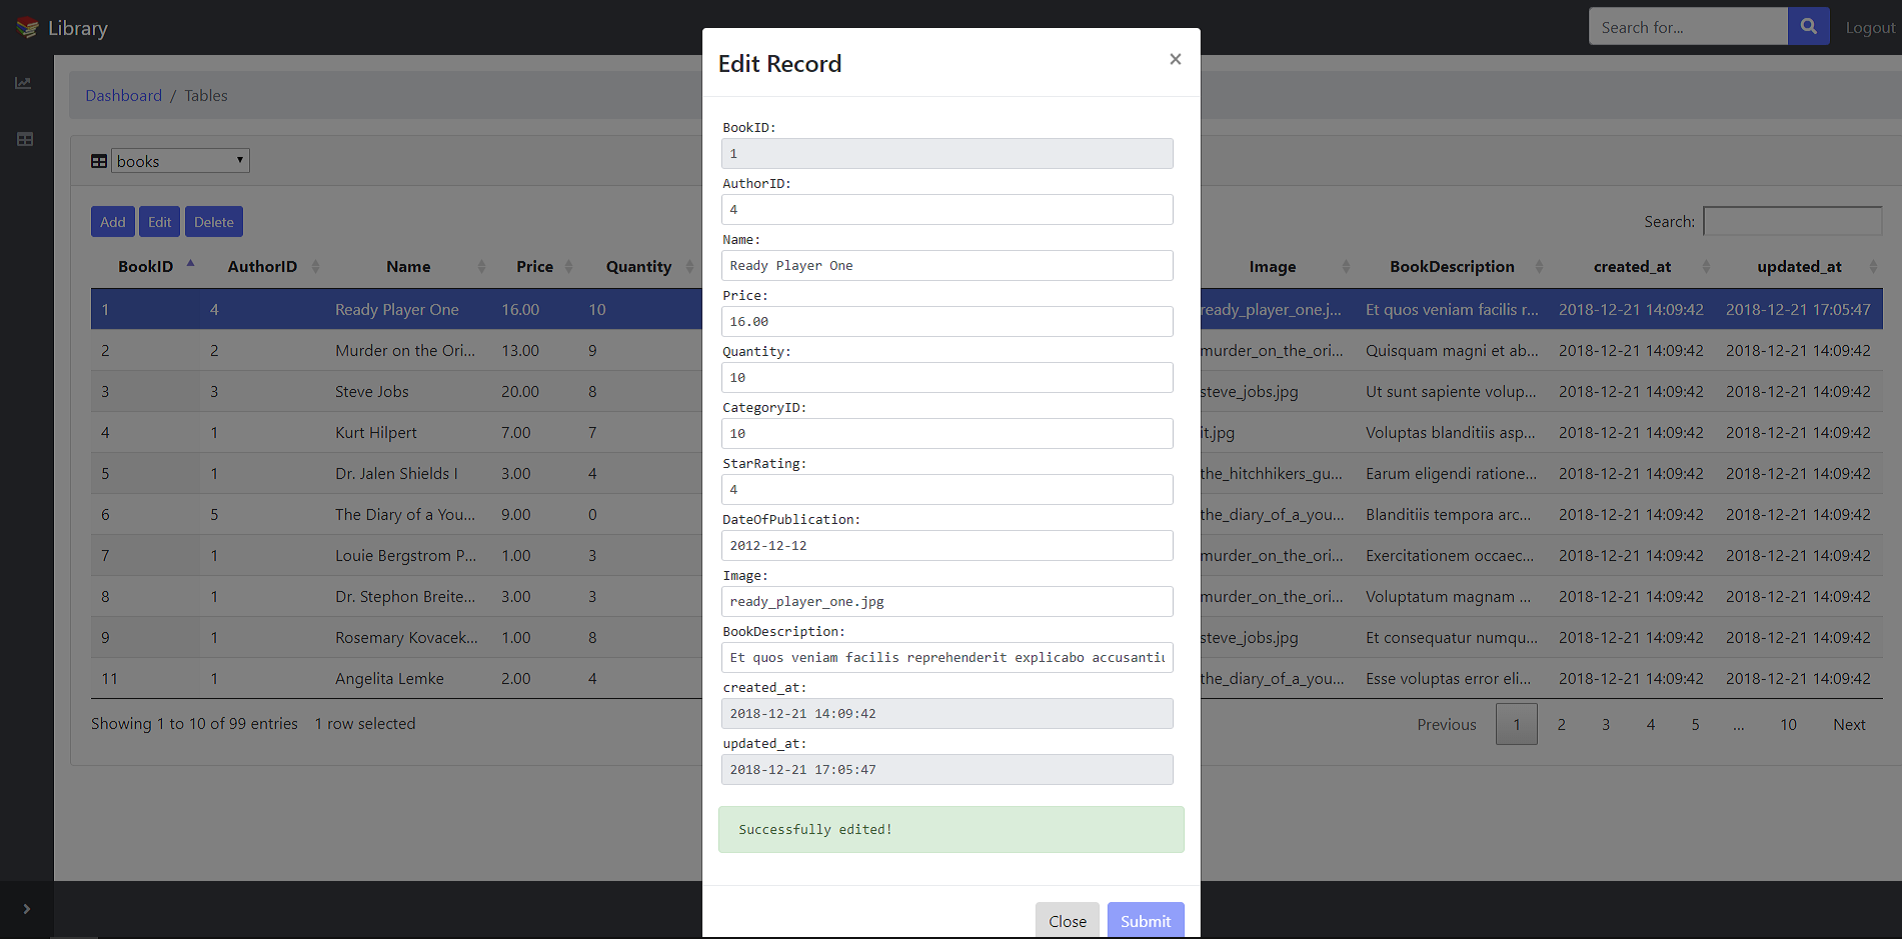 Library
Search for...
Logout
Dashboard / Tables
books
Add Edit Delete
Search:
BookID AuthorID Name Price Quantity Image BookDescription created_at updated_at
1 4 Ready Player One 16.00 10 ready_player_one.j... Et quos veniam facilis r... 2018-12-21 14:09:42 2018-12-21 17:05:47
2 2 Murder on the Ori... 13.00 9 murder_on_the_ori... Quisquam magni et ab... 2018-12-21 14:09:42 2018-12-21 14:09:42
3 3 Steve Jobs 20.00 8 steve_jobs.jpg Ut sunt sapiente volup... 2018-12-21 14:09:42 2018-12-21 14:09:42
4 1 Kurt Hilpert 7.00 7 it.jpg Voluptas blanditiis asp... 2018-12-21 14:09:42 2018-12-21 14:09:42
5 1 Dr. Jalen Shields I 3.00 4 the_hitchhikers_gu... Earum eligendi ratione... 2018-12-21 14:09:42 2018-12-21 14:09:42
6 5 The Diary of a You... 9.00 0 the_diary_of_a_you... Blanditiis tempora arc... 2018-12-21 14:09:42 2018-12-21 14:09:42
7 1 Louie Bergstrom P... 1.00 3 murder_on_the_ori... Exercitationem occaec... 2018-12-21 14:09:42 2018-12-21 14:09:42
8 1 Dr. Stephon Breite... 3.00 3 murder_on_the_ori... Voluptatum magnam ... 2018-12-21 14:09:42 2018-12-21 14:09:42
9 1 Rosemary Kovacek... 1.00 8 steve_jobs.jpg Et consequatur numqu... 2018-12-21 14:09:42 2018-12-21 14:09:42
11 1 Angelita Lemke 2.00 4 the_diary_of_a_you... Esse voluptas error eli... 2018-12-21 14:09:42 2018-12-21 14:09:42
Showing 1 to 10 of 99 entries 1 row selected
Previous 1 2 3 4 5 ... 10 Next
Edit Record ×
BookID:
1
AuthorID:
4
Name:
Ready Player One
Price:
16.00
Quantity:
10
CategoryID:
10
StarRating:
4
DateOfPublication:
2012-12-12
Image:
ready_player_one.jpg
BookDescription:
Et quos veniam facilis reprehenderit explicabo accusantiu
created_at:
2018-12-21 14:09:42
updated_at:
2018-12-21 17:05:47
Successfully edited!
Close Submit